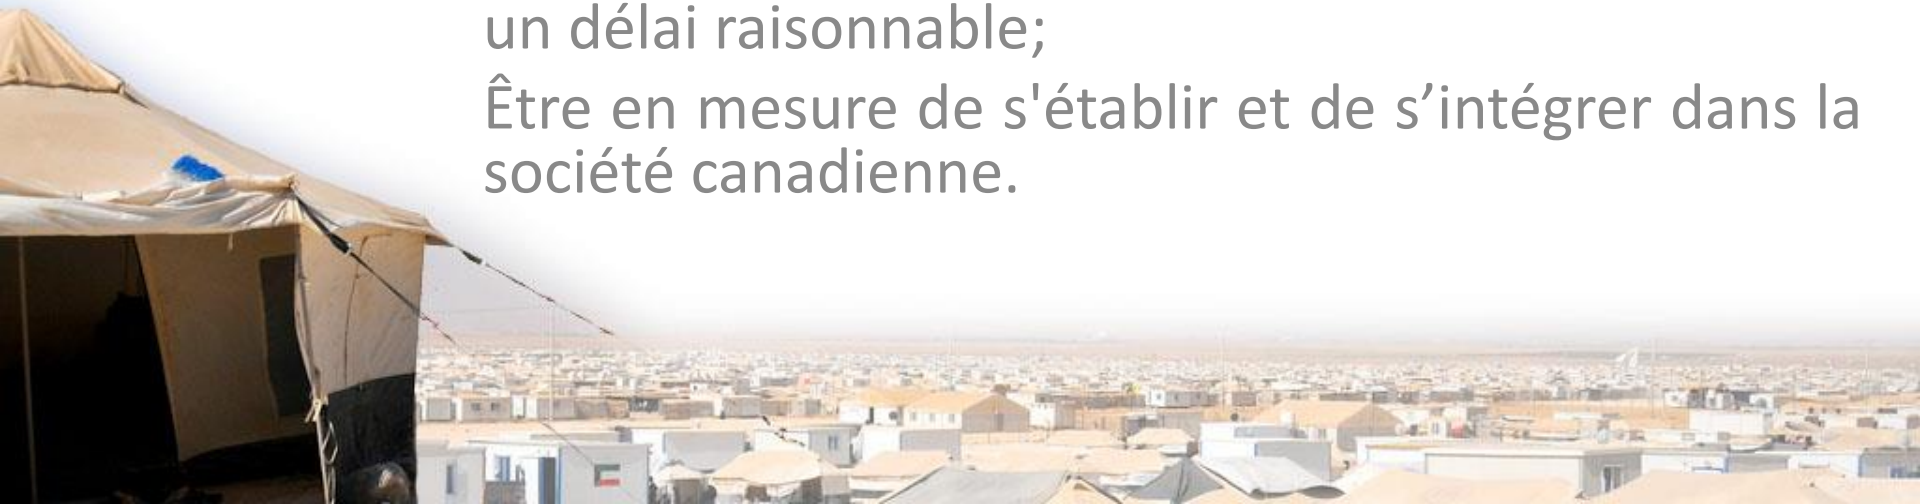 un délai raisonnable;
Être en mesure de s'établir et de s’intégrer dans la
société canadienne.